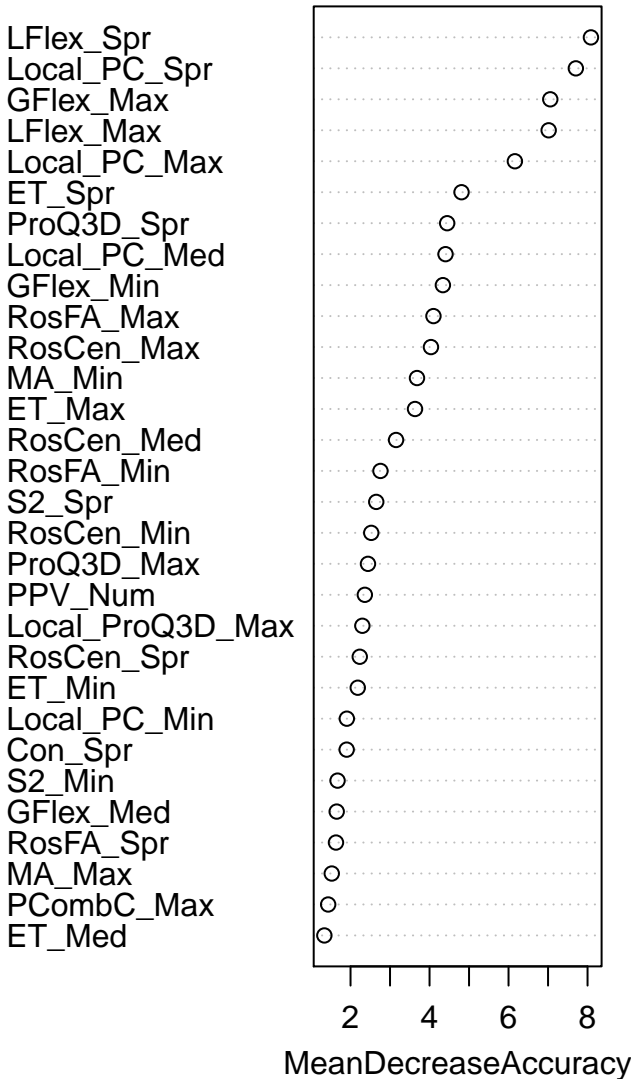 LFlex_Spr
Local_PC_Spr
GFlex_Max
LFlex_Max
Local_PC_Max
ET_Spr
ProQ3D_Spr
Local_PC_Med
GFlex_Min
RosFA_Max
RosCen_Max
MA_Min
ET_Max
RosCen_Med
RosFA_Min
S2_Spr
RosCen_Min
ProQ3D_Max
PPV_Num
Local_ProQ3D_Max
RosCen_Spr
ET_Min
Local_PC_Min
Con_Spr
S2_Min
GFlex_Med
RosFA_Spr
MA_Max
PCombC_Max
ET_Med
2 4 6 8
MeanDecreaseAccuracy